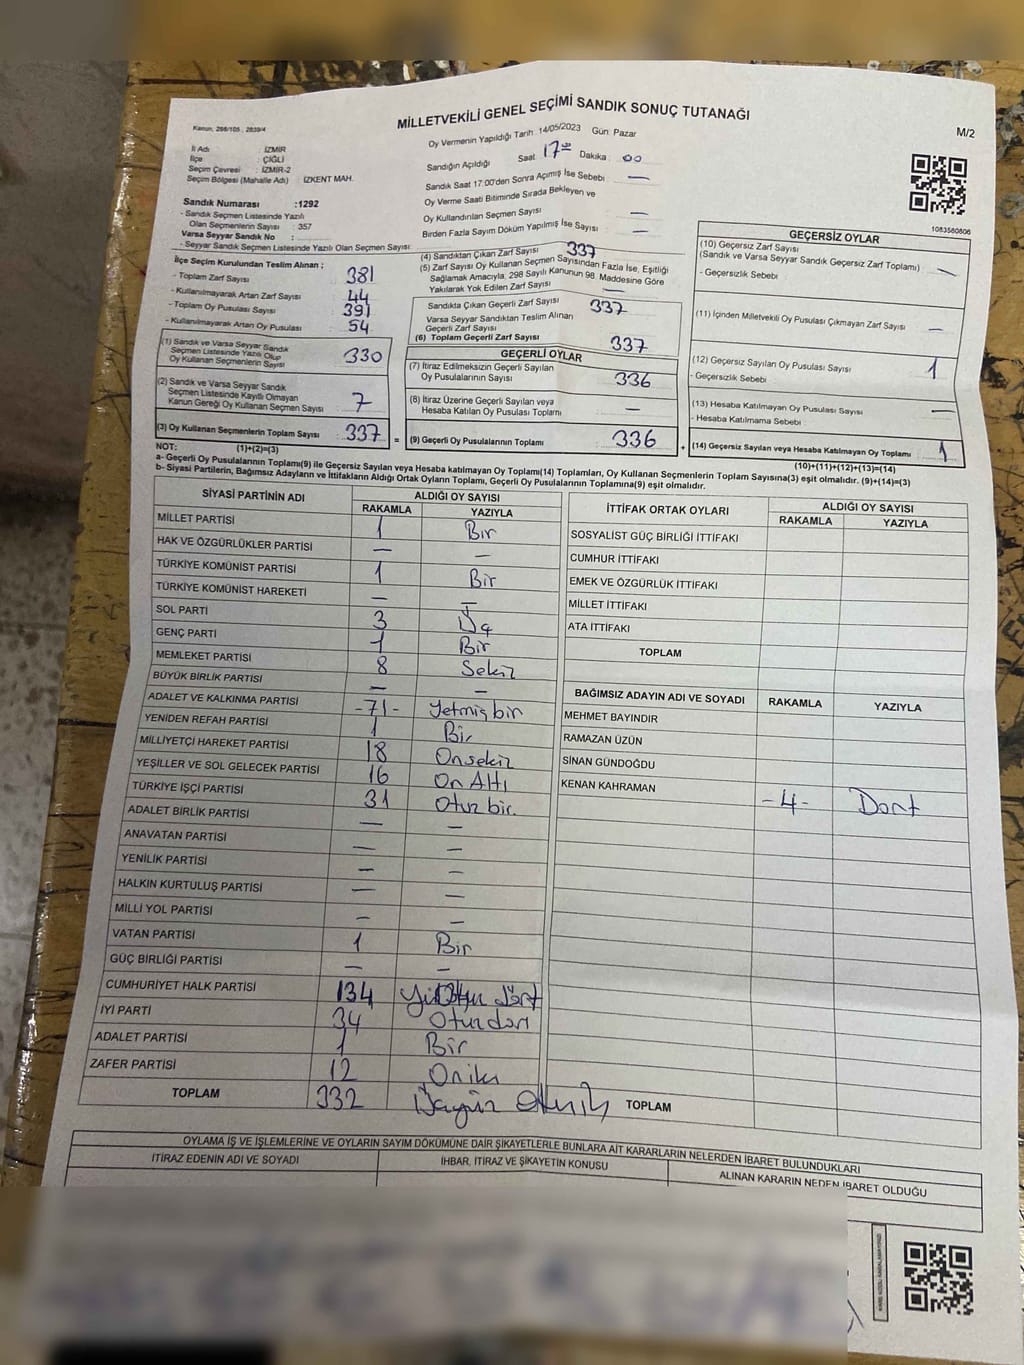 MİLLETVEKİLİ GENEL SEÇİMİ SANDIK SONUÇ TUTANAĞI
Kanun, 298/105, 2839/4
M/2
İl Adı : İZMİR
İlçe : ÇİĞLİ
Seçim Çevresi : İZMİR-2
Seçim Bölgesi (Mahalle Adı) : İZKENT MAH.
Sandık Numarası :1292
- Sandık Seçmen Listesinde Yazılı
Olan Seçmenlerin Sayısı : 357
Varsa Seyyar Sandık No :
- Seyyar Sandık Seçmen Listesinde Yazılı Olan Seçmen Sayısı:
Oy Vermenin Yapıldığı Tarih 14/05/2023 Gün Pazar
Sandığın Açıldığı Saat 17:00 Dakika 00
Sandık Saat 17:00'den Sonra Açımış İse Sebebi —
Oy Verme Saati Bitiminde Sırada Bekleyen ve
Oy Kullandırılan Seçmen Sayısı —
Birden Fazla Sayım Döküm Yapılmış İse Sayısı —
1083580806
İlçe Seçim Kurulundan Teslim Alınan ;
- Toplam Zarf Sayısı 381
- Kullanılmayarak Artan Zarf Sayısı 44
- Toplam Oy Pusulası Sayısı 391
- Kullanılmayarak Artan Oy Pusulası 54
(1) Sandık ve Varsa Seyyar Sandık
Seçmen Listesinde Yazılı Olup
Oy Kullanan Seçmenlerin Sayısı 330
(2) Sandık ve Varsa Seyyar Sandık
Seçmen Listesinde Kayıtlı Olmayan
Kanun Gereği Oy Kullanan Seçmen Sayısı 7
(3) Oy Kullanan Seçmenlerin Toplam Sayısı 337
(4) Sandıktan Çıkan Zarf Sayısı 337
(5) Zarf Sayısı Oy Kullanan Seçmen Sayısından Fazla İse, Eşitliği
Sağlamak Amacıyla, 298 Sayılı Kanunun 98. Maddesine Göre
Yakılarak Yok Edilen Zarf Sayısı
Sandıkta Çıkan Geçerli Zarf Sayısı 337
Varsa Seyyar Sandıktan Teslim Alınan
Geçerli Zarf Sayısı
(6) Toplam Geçerli Zarf Sayısı 337
GEÇERLİ OYLAR
(7) İtiraz Edilmeksizin Geçerli Sayılan
Oy Pusulalarının Sayısı 336
(8) İtiraz Üzerine Geçerli Sayılan veya
Hesaba Katılan Oy Pusulası Toplamı —
= (9) Geçerli Oy Pusulalarının Toplamı 336 +
GEÇERSİZ OYLAR
(10) Geçersiz Zarf Sayısı
(Sandık ve Varsa Seyyar Sandık Geçersiz Zarf Toplamı) —
- Geçersizlik Sebebi :
(11) İçinden Milletvekili Oy Pusulası Çıkmayan Zarf Sayısı —
(12) Geçersiz Sayılan Oy Pusulası Sayısı 1
- Geçersizlik Sebebi :
(13) Hesaba Katılmayan Oy Pusulası Sayısı —
- Hesaba Katılmama Sebebi :
(14) Geçersiz Sayılan veya Hesaba Katılmayan Oy Toplamı 1
NOT: (1)+(2)=(3)
(10)+(11)+(12)+(13)=(14)
a- Geçerli Oy Pusulalarının Toplamı(9) ile Geçersiz Sayılan veya Hesaba katılmayan Oy Toplamı(14) Toplamları, Oy Kullanan Seçmenlerin Toplam Sayısına(3) eşit olmalıdır. (9)+(14)=(3)
b- Siyasi Partilerin, Bağımsız Adayların ve İttifakların Aldığı Ortak Oyların Toplamı, Geçerli Oy Pusulalarının Toplamına(9) eşit olmalıdır.
SİYASİ PARTİNİN ADI
ALDIĞI OY SAYISI
RAKAMLA YAZIYLA
MİLLET PARTİSİ 1 Bir
HAK VE ÖZGÜRLÜKLER PARTİSİ — —
TÜRKİYE KOMÜNİST PARTİSİ 1 Bir
TÜRKİYE KOMÜNİST HAREKETİ — —
SOL PARTİ 3 Üç
GENÇ PARTİ 1 Bir
MEMLEKET PARTİSİ 8 Sekiz
BÜYÜK BİRLİK PARTİSİ — —
ADALET VE KALKINMA PARTİSİ -71- Yetmiş bir
YENİDEN REFAH PARTİSİ 1 Bir
MİLLİYETÇİ HAREKET PARTİSİ 18 Onsekiz
YEŞİLLER VE SOL GELECEK PARTİSİ 16 On Altı
TÜRKİYE İŞÇİ PARTİSİ 31 Otuz bir.
ADALET BİRLİK PARTİSİ — —
ANAVATAN PARTİSİ — —
YENİLİK PARTİSİ — —
HALKIN KURTULUŞ PARTİSİ — —
MİLLİ YOL PARTİSİ — —
VATAN PARTİSİ 1 Bir
GÜÇ BİRLİĞİ PARTİSİ — —
CUMHURİYET HALK PARTİSİ 134 dört
İYİ PARTİ 34
ADALET PARTİSİ 1 Bir
ZAFER PARTİSİ 12 Oniki
TOPLAM 332
İTTİFAK ORTAK OYLARI
ALDIĞI OY SAYISI
RAKAMLA YAZIYLA
SOSYALİST GÜÇ BİRLİĞİ İTTİFAKI
CUMHUR İTTİFAKI
EMEK VE ÖZGÜRLÜK İTTİFAKI
MİLLET İTTİFAKI
ATA İTTİFAKI
TOPLAM
BAĞIMSIZ ADAYIN ADI VE SOYADI RAKAMLA YAZIYLA
MEHMET BAYINDIR
RAMAZAN ÜZÜN
SİNAN GÜNDOĞDU
KENAN KAHRAMAN -4- Dört
TOPLAM
OYLAMA İŞ VE İŞLEMLERİNE VE OYLARIN SAYIM DÖKÜMÜNE DAİR ŞİKAYETLERLE BUNLARA AİT KARARLARIN NELERDEN İBARET BULUNDUKLARI
İTİRAZ EDENİN ADI VE SOYADI
İHBAR, İTİRAZ VE ŞİKAYETİN KONUSU
ALINAN KARARIN NEDEN İBARET OLDUĞU